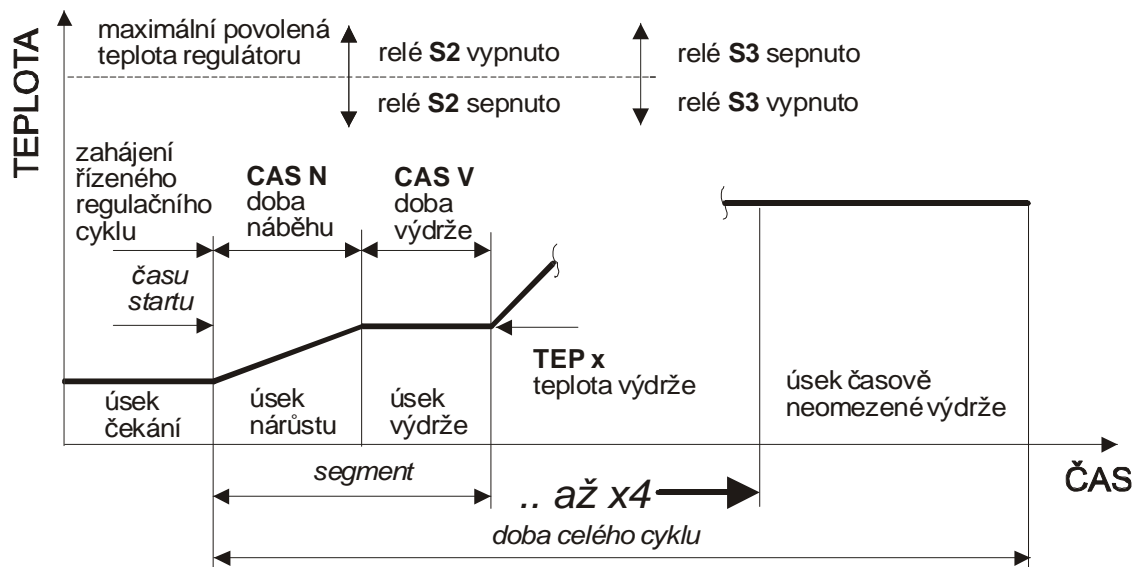 TEPLOTA
maximální povolená
teplota regulátoru
relé S2 vypnuto
relé S2 sepnuto
relé S3 sepnuto
relé S3 vypnuto
zahájení
řízeného
regulačního
cyklu
CAS N
doba
náběhu
CAS V
doba
výdrže
času
startu
TEP x
teplota výdrže
úsek
čekání
úsek
nárůstu
úsek
výdrže
úsek časově
neomezené výdrže
segment
.. až x4
ČAS
doba celého cyklu